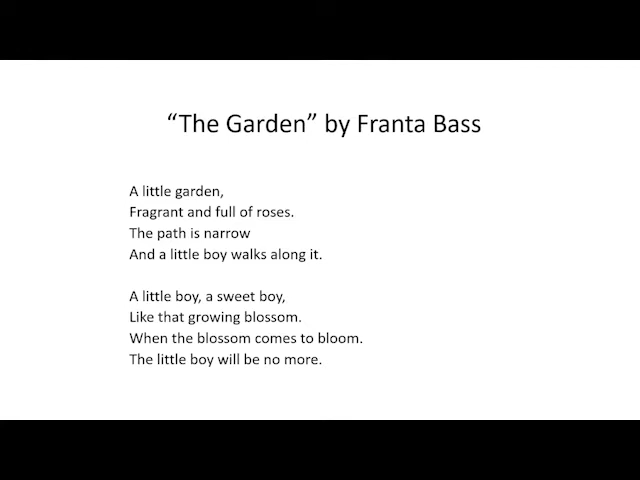 “The Garden” by Franta Bass
A little garden,
Fragrant and full of roses.
The path is narrow
And a little boy walks along it.
A little boy, a sweet boy,
Like that growing blossom.
When the blossom comes to bloom.
The little boy will be no more.